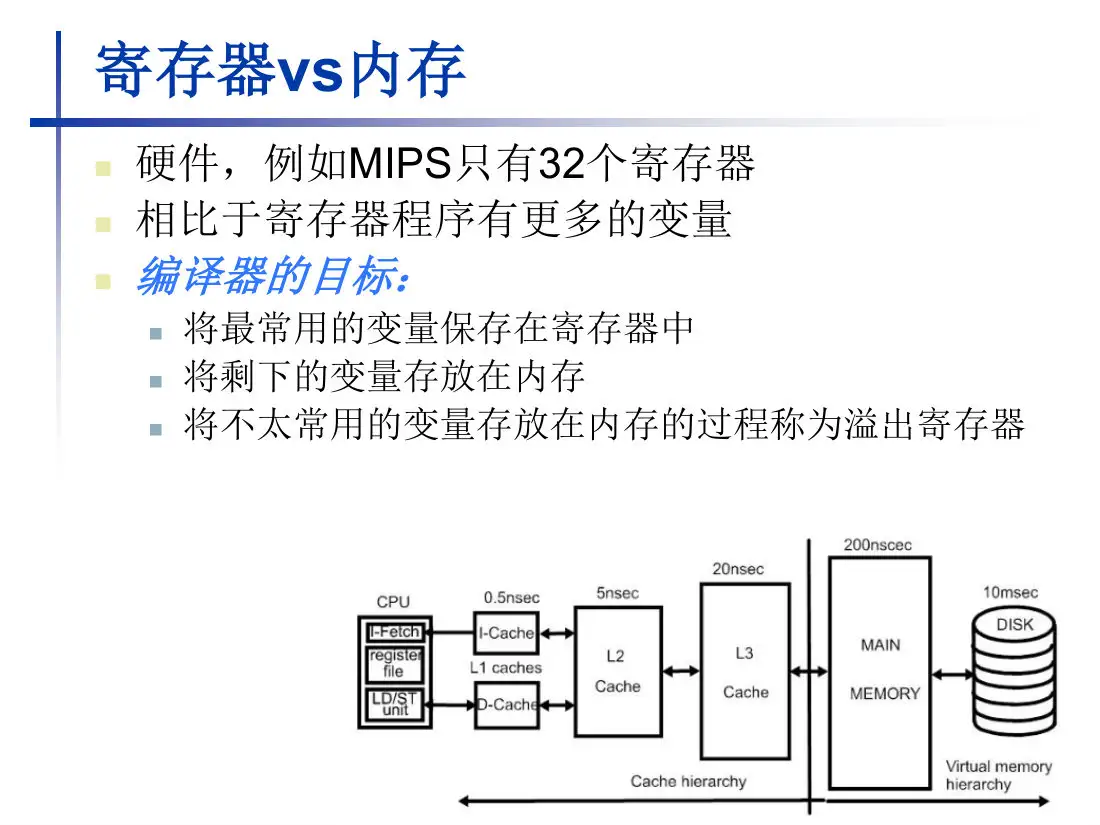 寄存器vs内存
硬件，例如MIPS只有32个寄存器
相比于寄存器程序有更多的变量
编译器的目标：
将最常用的变量保存在寄存器中
将剩下的变量存放在内存
将不太常用的变量存放在内存的过程称为溢出寄存器
CPU
I-Fetch
register
file
LD/ST
unit
0.5nsec
I-Cache
L1 caches
D-Cache
5nsec
L2
Cache
20nsec
L3
Cache
200nscec
MAIN
MEMORY
10msec
DISK
Cache hierarchy
Virtual memory
hierarchy